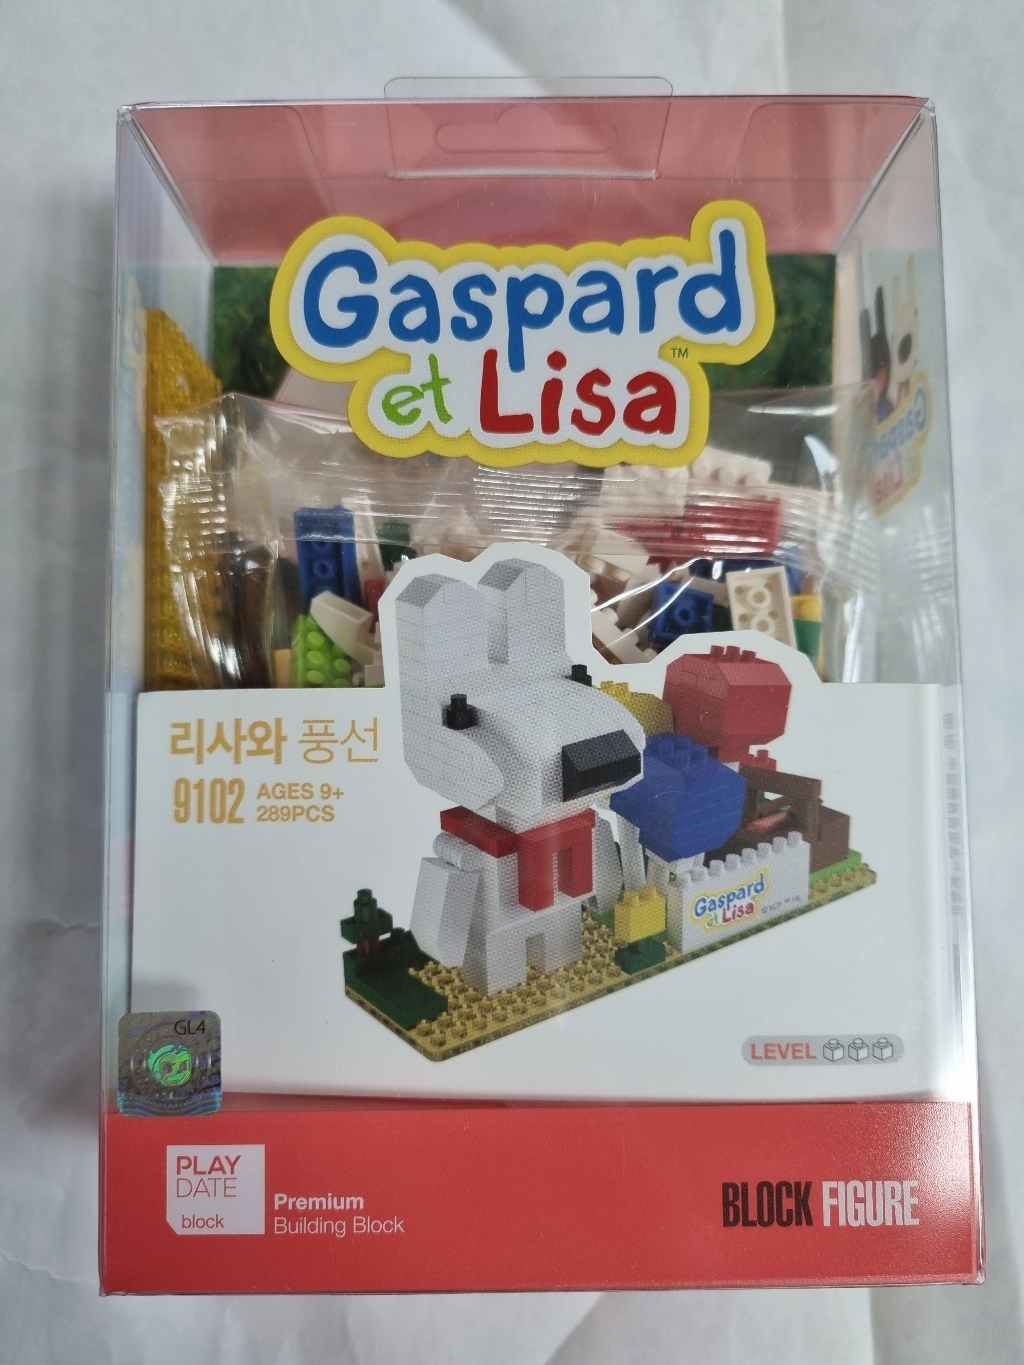 Gaspard
et Lisa™
리사와 풍선
9102 AGES 9+
289PCS
Gaspard
et Lisa
LEVEL
GL4
PLAY
DATE
block
Premium
Building Block
BLOCK FIGURE